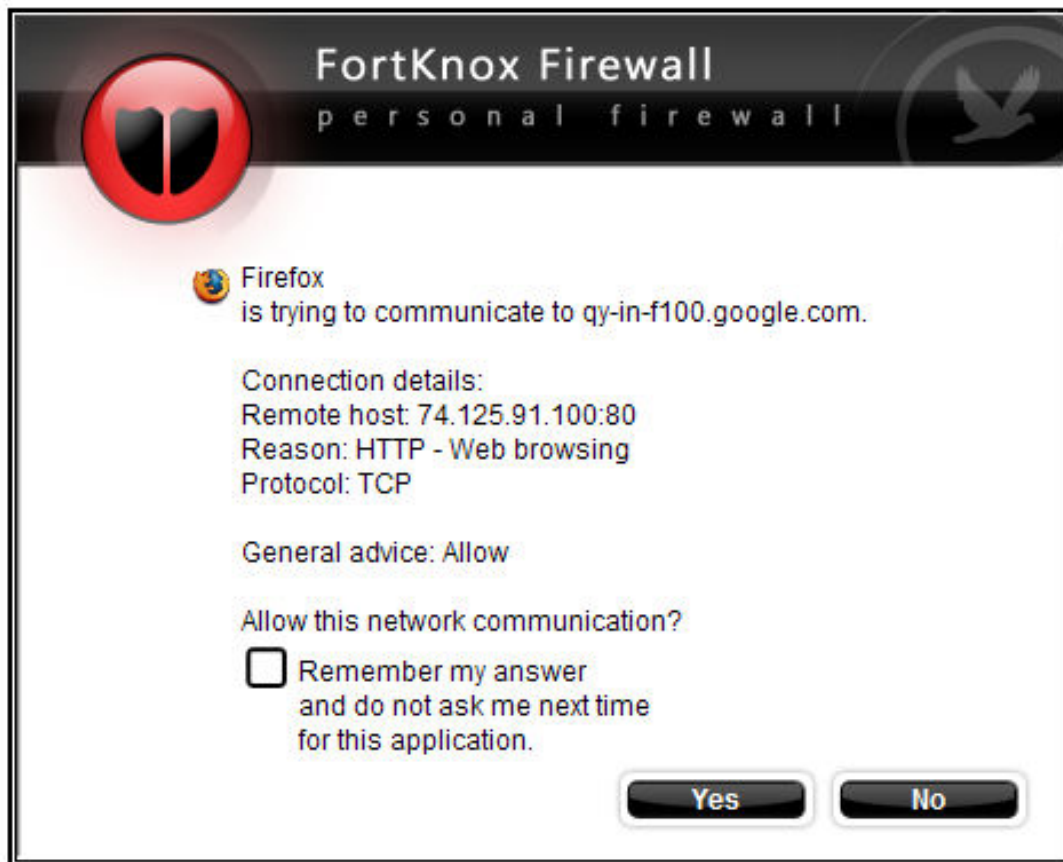 FortKnox Firewall
personal firewall
Firefox
is trying to communicate to qy-in-f100.google.com.
Connection details:
Remote host: 74.125.91.100:80
Reason: HTTP - Web browsing
Protocol: TCP
General advice: Allow
Allow this network communication?
Remember my answer
and do not ask me next time
for this application.
Yes No